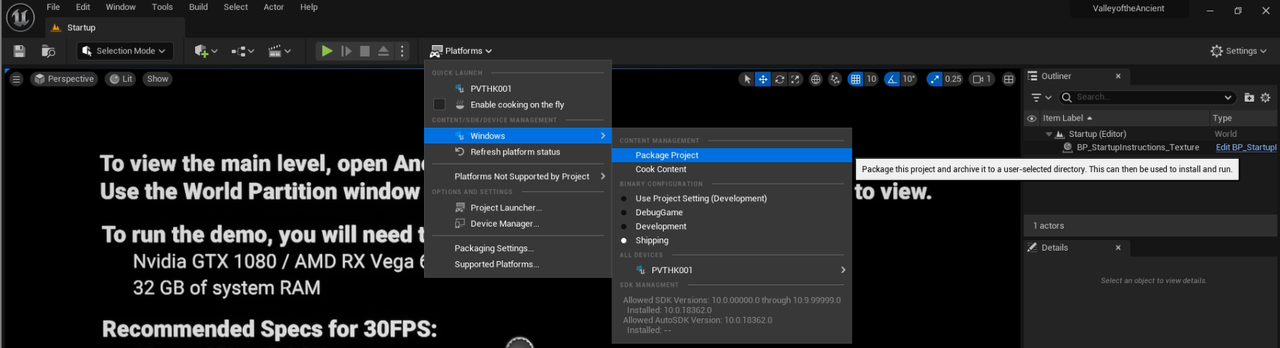 File Edit Window Tools Build Select Actor Help
ValleyoftheAncient
Startup
Selection Mode
Platforms
Settings
Perspective
Lit
Show
10
10°
0.25
1
QUICK LAUNCH
PVTHK001
Enable cooking on the fly
CONTENT/SDK/DEVICE MANAGEMENT
Windows
Refresh platform status
Platforms Not Supported by Project
OPTIONS AND SETTINGS
Project Launcher...
Device Manager...
Packaging Settings...
Supported Platforms...
CONTENT MANAGEMENT
Package Project
Cook Content
BINARY CONFIGURATION
Use Project Setting (Development)
DebugGame
Development
Shipping
ALL DEVICES
PVTHK001
SDK MANAGMENT
Allowed SDK Versions: 10.0.00000.0 through 10.9.99999.0
Installed: 10.0.18362.0
Allowed AutoSDK Version: 10.0.18362.0
Installed: --
Package this project and archive it to a user-selected directory. This can then be used to install and run.
To view the main level, open An
Use the World Partition window
to view.
To run the demo, you will need
Nvidia GTX 1080 / AMD RX Vega
32 GB of system RAM
Recommended Specs for 30FPS:
Outliner
Search...
Item Label
Type
Startup (Editor)
World
BP_StartupInstructions_Texture
Edit BP_StartupI
1 actors
Details
Select an object to view details.